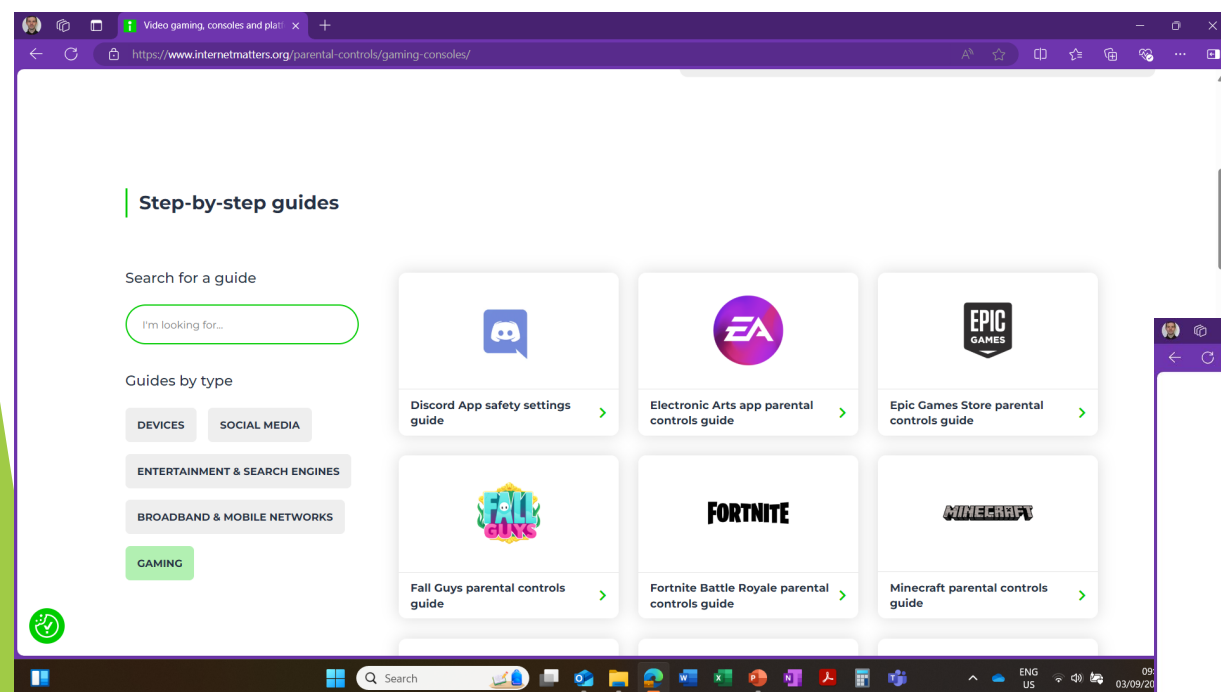 Video gaming, consoles and platf
https://www.internetmatters.org/parental-controls/gaming-consoles/
Step-by-step guides
Search for a guide
I'm looking for...
Guides by type
DEVICES
SOCIAL MEDIA
ENTERTAINMENT & SEARCH ENGINES
BROADBAND & MOBILE NETWORKS
GAMING
Discord App safety settings
guide
EA
Electronic Arts app parental
controls guide
EPIC
GAMES
Epic Games Store parental
controls guide
FALL
GUYS
Fall Guys parental controls
guide
FORTNITE
Fortnite Battle Royale parental
controls guide
MINECRAFT
Minecraft parental controls
guide
Search
ENG
US
09:
03/09/20